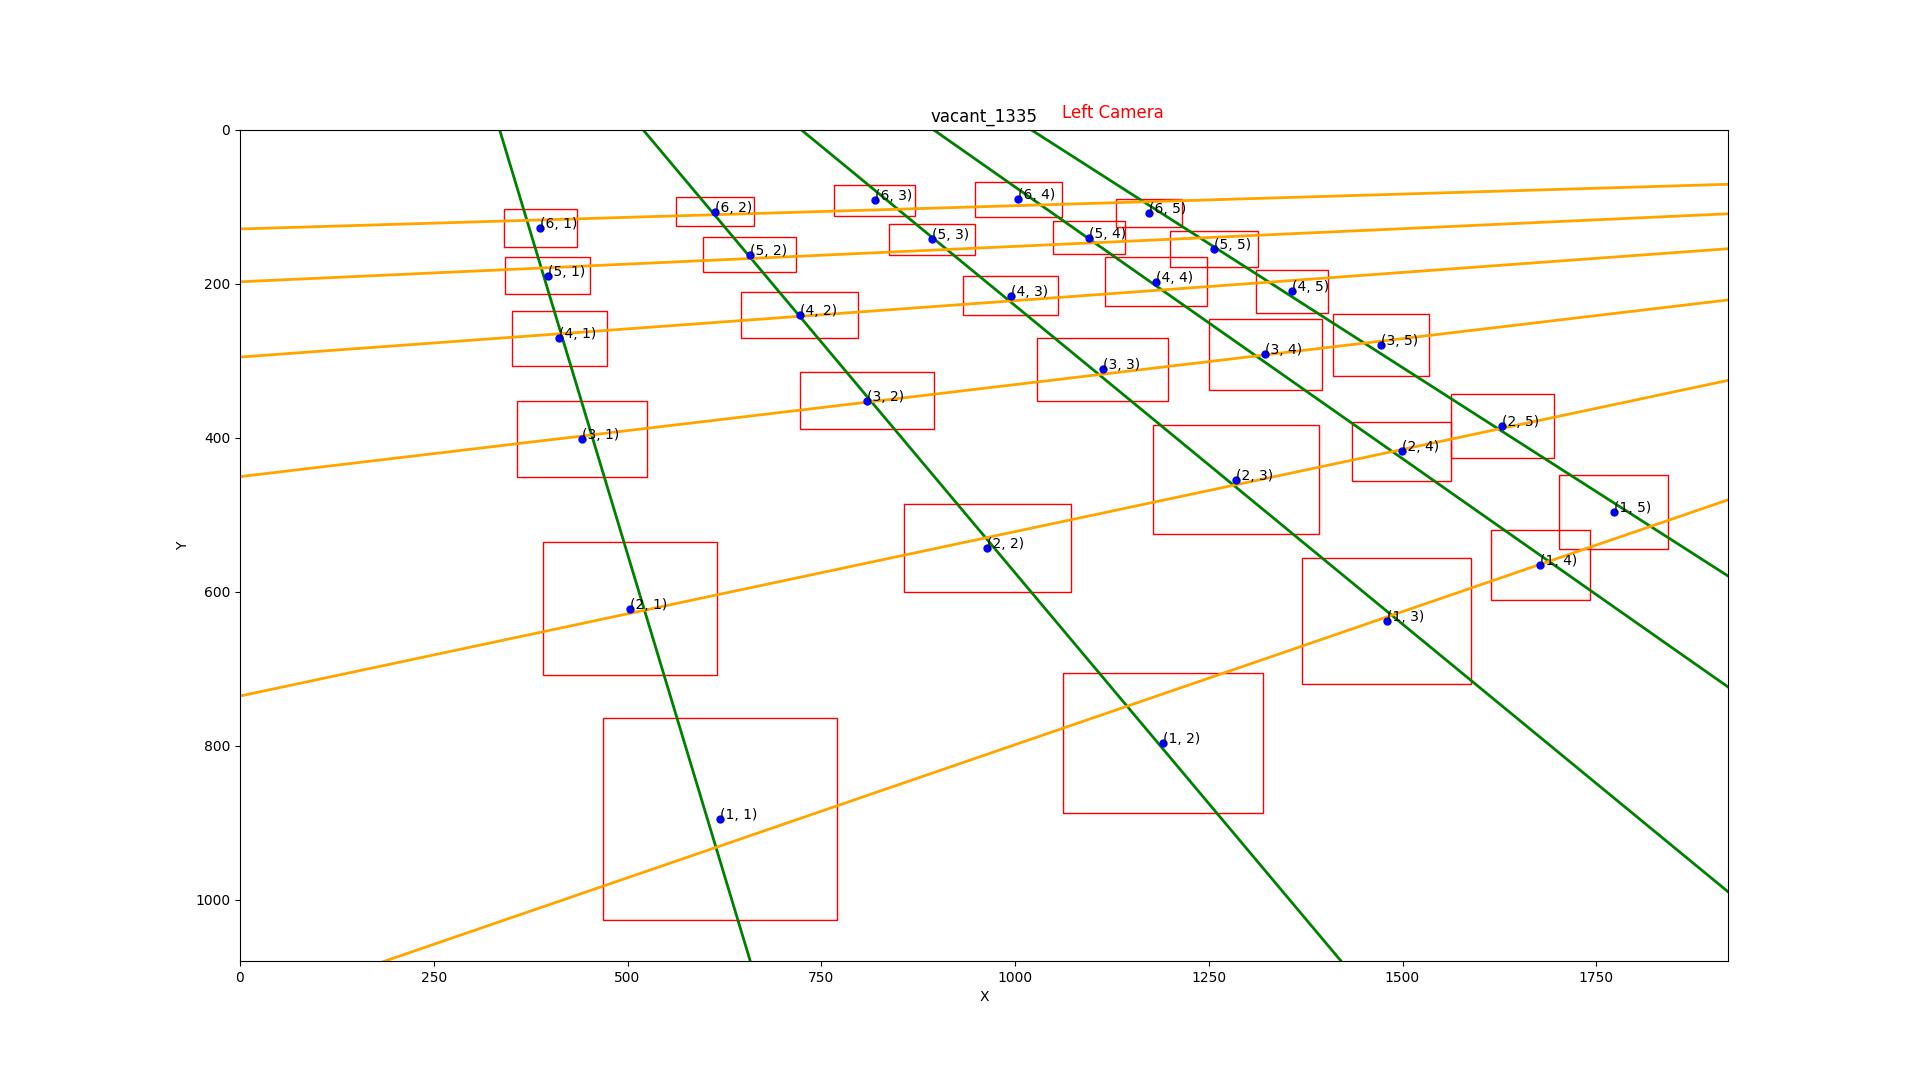 vacant_1335 Left Camera
0
(6, 3) (6, 4)
(6, 1) (6, 2) (6, 5)
(5, 3) (5, 4) (5, 5)
(5, 1) (5, 2)
200
(4, 3) (4, 4) (4, 5)
(4, 1) (4, 2)
(3, 3) (3, 4) (3, 5)
(3, 1) (3, 2)
400
(2, 3) (2, 4) (2, 5)
(2, 2) (1, 5)
Y
(1, 4)
600
(2, 1) (1, 3)
(1, 2)
800
(1, 1)
1000
0 250 500 750 1000 1250 1500 1750
X